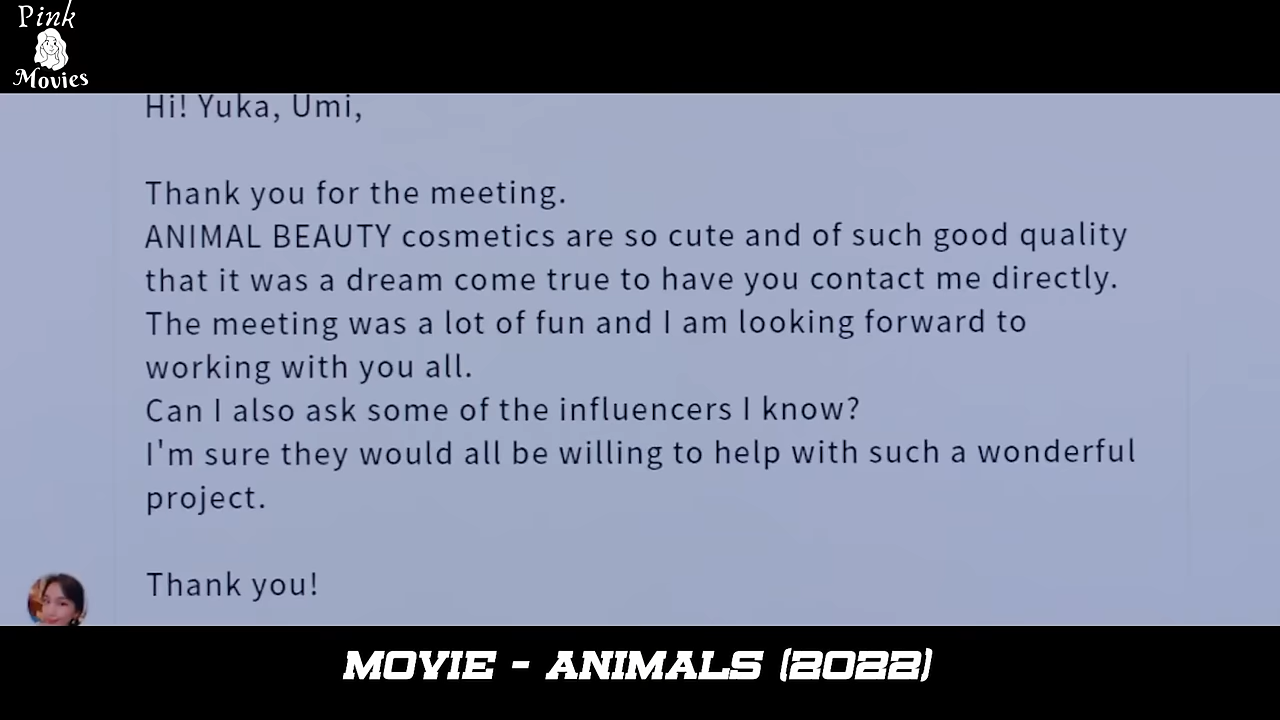 Pink
Movies
Hi! Yuka, Umi,
Thank you for the meeting.
ANIMAL BEAUTY cosmetics are so cute and of such good quality
that it was a dream come true to have you contact me directly.
The meeting was a lot of fun and I am looking forward to
working with you all.
Can I also ask some of the influencers I know?
I'm sure they would all be willing to help with such a wonderful
project.
Thank you!
MOVIE - ANIMALS (2022)